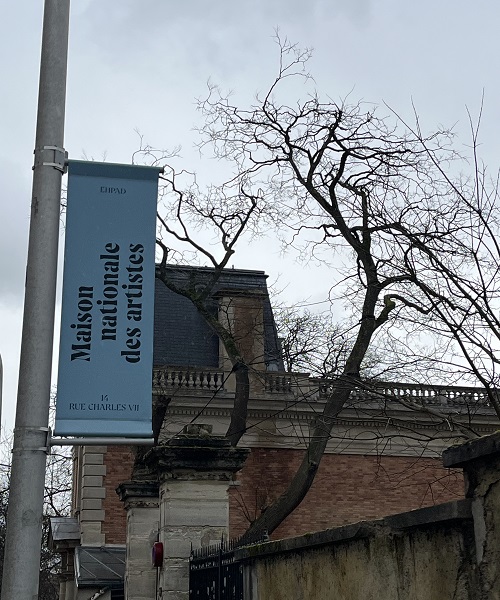 EHPAD
Maison
nationale
des artistes
14
RUE CHARLES VII